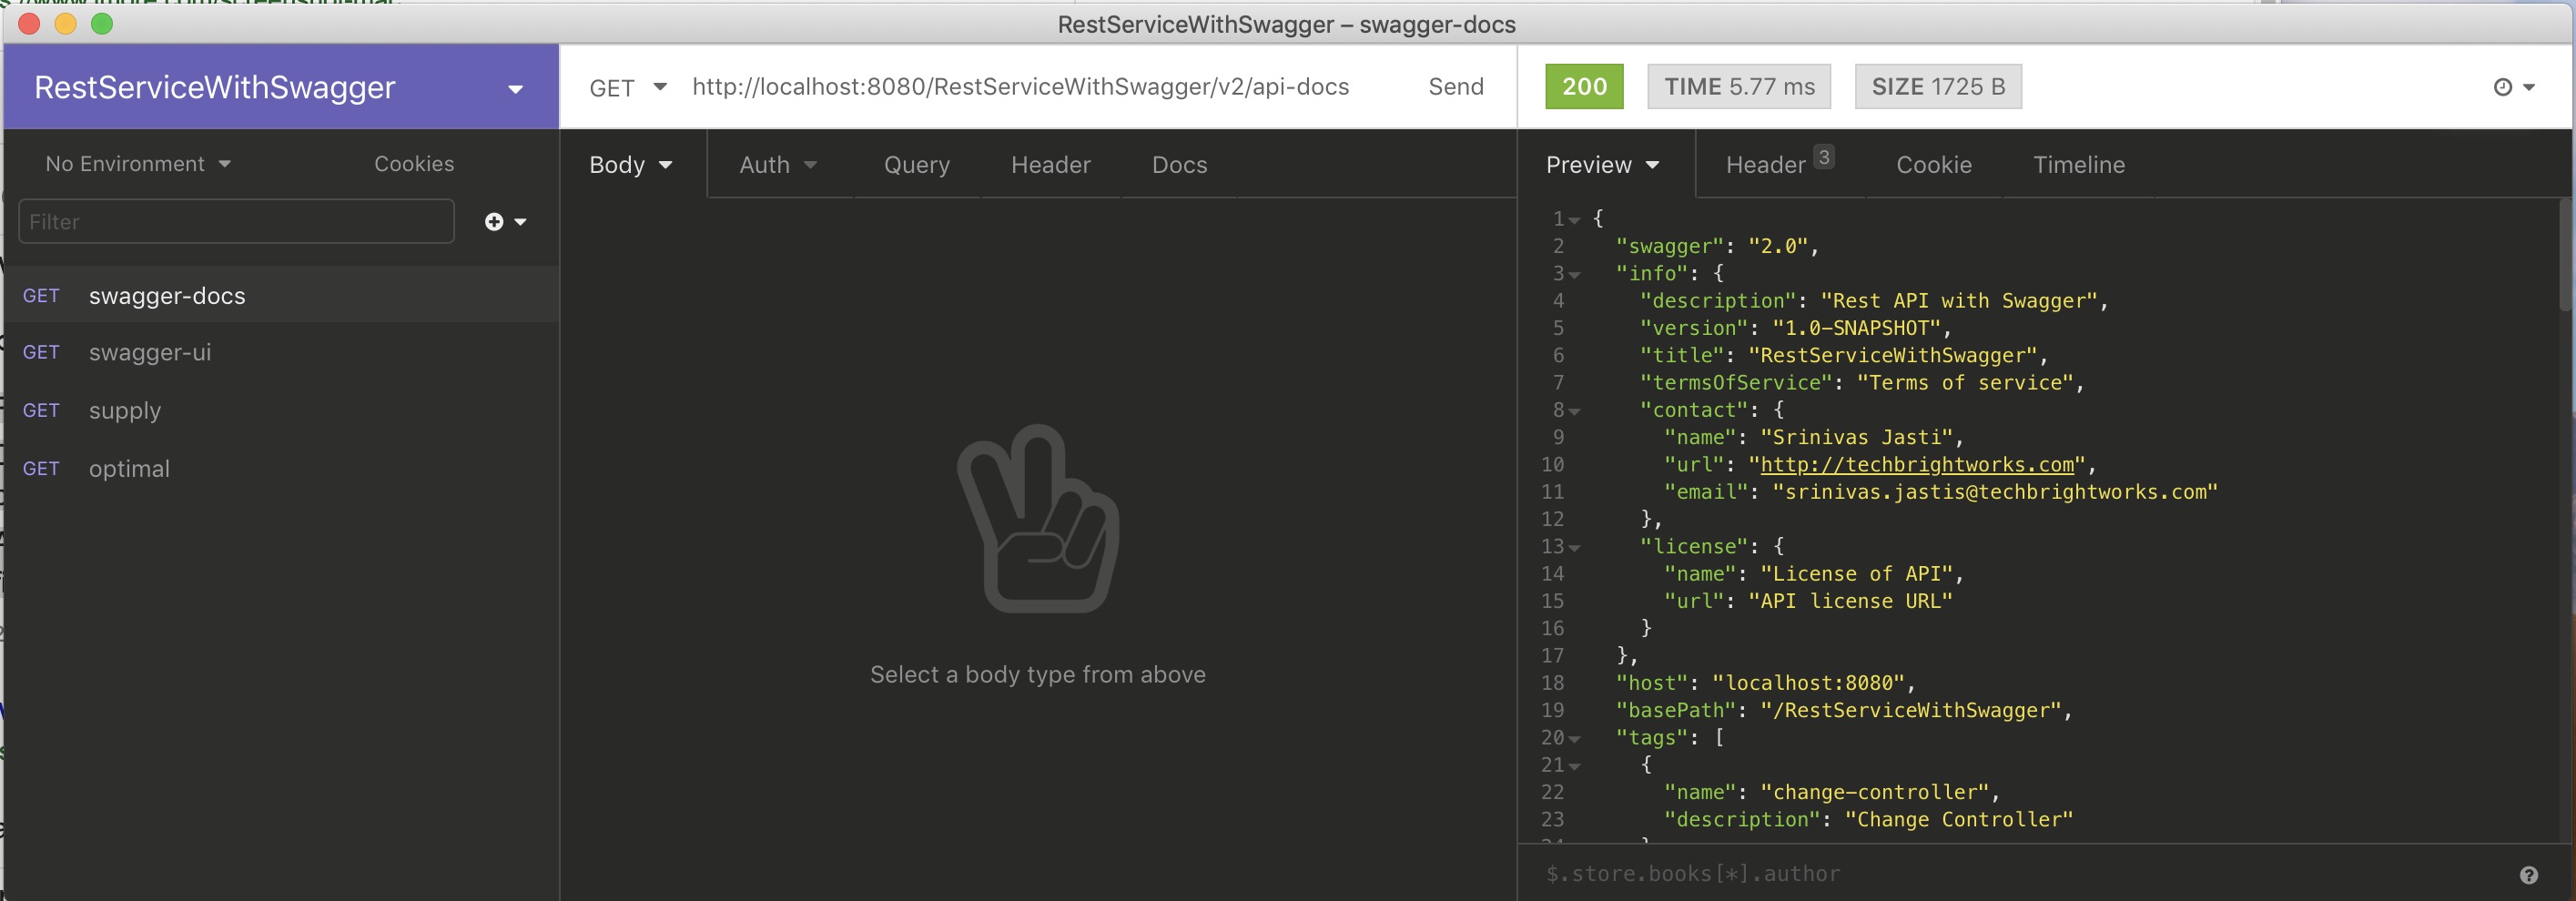 RestServiceWithSwagger – swagger-docs
RestServiceWithSwagger
GET http://localhost:8080/RestServiceWithSwagger/v2/api-docs Send
200 TIME 5.77 ms SIZE 1725 B
No Environment Cookies
Filter
GET swagger-docs
GET swagger-ui
GET supply
GET optimal
Body Auth Query Header Docs
Select a body type from above
Preview Header 3 Cookie Timeline
1 {
2 "swagger": "2.0",
3 "info": {
4 "description": "Rest API with Swagger",
5 "version": "1.0-SNAPSHOT",
6 "title": "RestServiceWithSwagger",
7 "termsOfService": "Terms of service",
8 "contact": {
9 "name": "Srinivas Jasti",
10 "url": "http://techbrightworks.com",
11 "email": "srinivas.jastis@techbrightworks.com"
12 },
13 "license": {
14 "name": "License of API",
15 "url": "API license URL"
16 }
17 },
18 "host": "localhost:8080",
19 "basePath": "/RestServiceWithSwagger",
20 "tags": [
21 {
22 "name": "change-controller",
23 "description": "Change Controller"
$.store.books[*].author